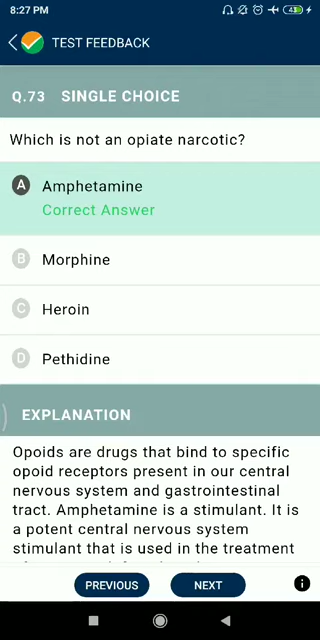 8:27 PM
43
TEST FEEDBACK
Q.73 SINGLE CHOICE
Which is not an opiate narcotic?
A Amphetamine
Correct Answer
B Morphine
C Heroin
D Pethidine
EXPLANATION
Opoids are drugs that bind to specific
opoid receptors present in our central
nervous system and gastrointestinal
tract. Amphetamine is a stimulant. It is
a potent central nervous system
stimulant that is used in the treatment
PREVIOUS NEXT